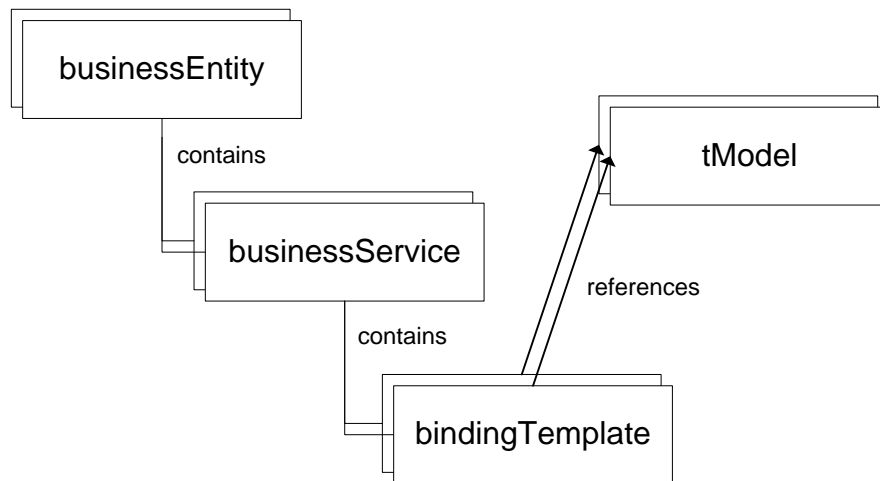 businessEntity
contains
tModel
businessService
references
contains
bindingTemplate